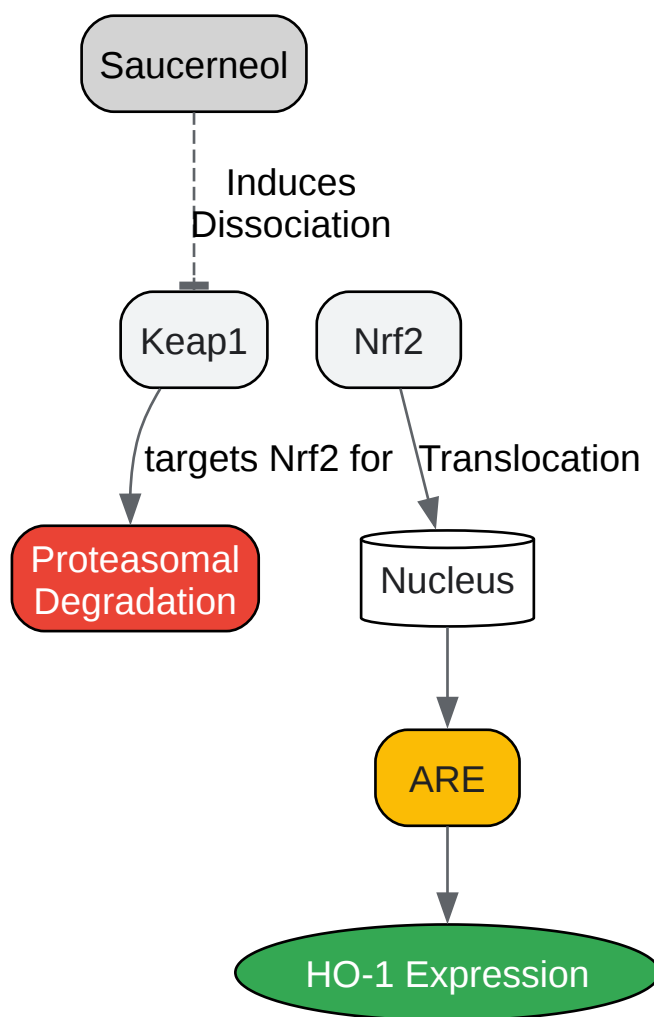 Saucerneol
Induces
Dissociation
Keap1
Nrf2
targets Nrf2 for
Translocation
Proteasomal
Degradation
Nucleus
ARE
HO-1 Expression